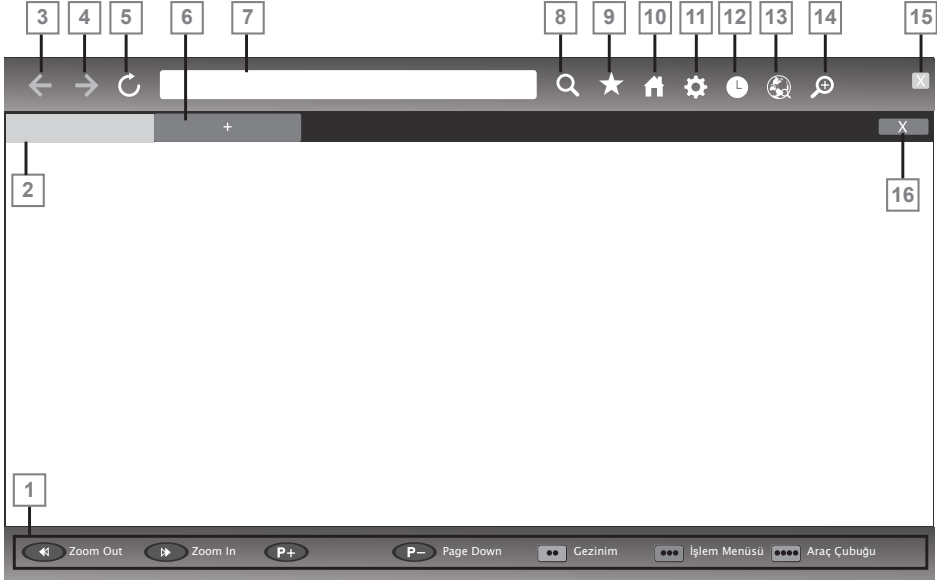 3 4 5 6 7 8 9 10 11 12 13 14 15
X
+ X
2 16
1
Zoom Out Zoom In P+ P− Page Down Gezinim İşlem Menüsü Araç Çubuğu